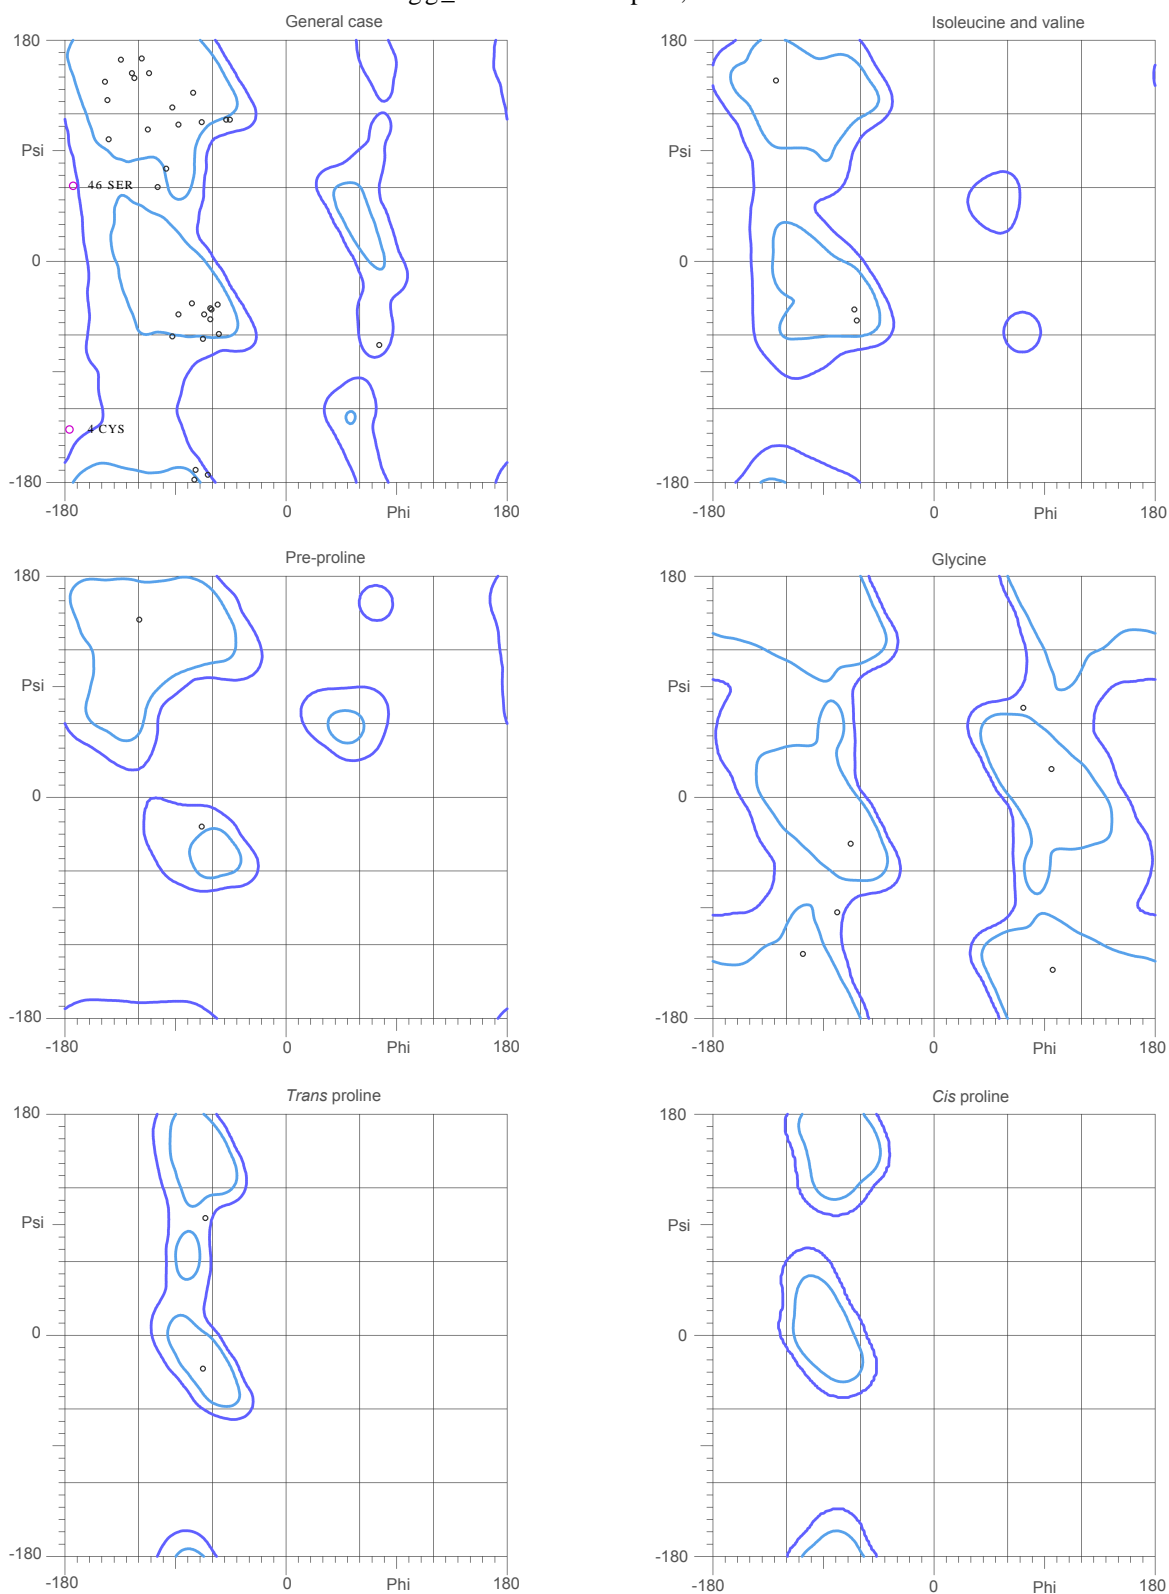 General case
180
Psi
46 SER
0
4 CYS
-180
-180
0
Phi
180
Isoleucine and valine
180
Psi
0
-180
-180
0
Phi
180
Pre-proline
180
Psi
0
-180
-180
0
Phi
180
Glycine
180
Psi
0
-180
-180
0
Phi
180
Trans proline
180
Psi
0
-180
-180
0
Phi
180
Cis proline
180
Psi
0
-180
-180
0
Phi
180